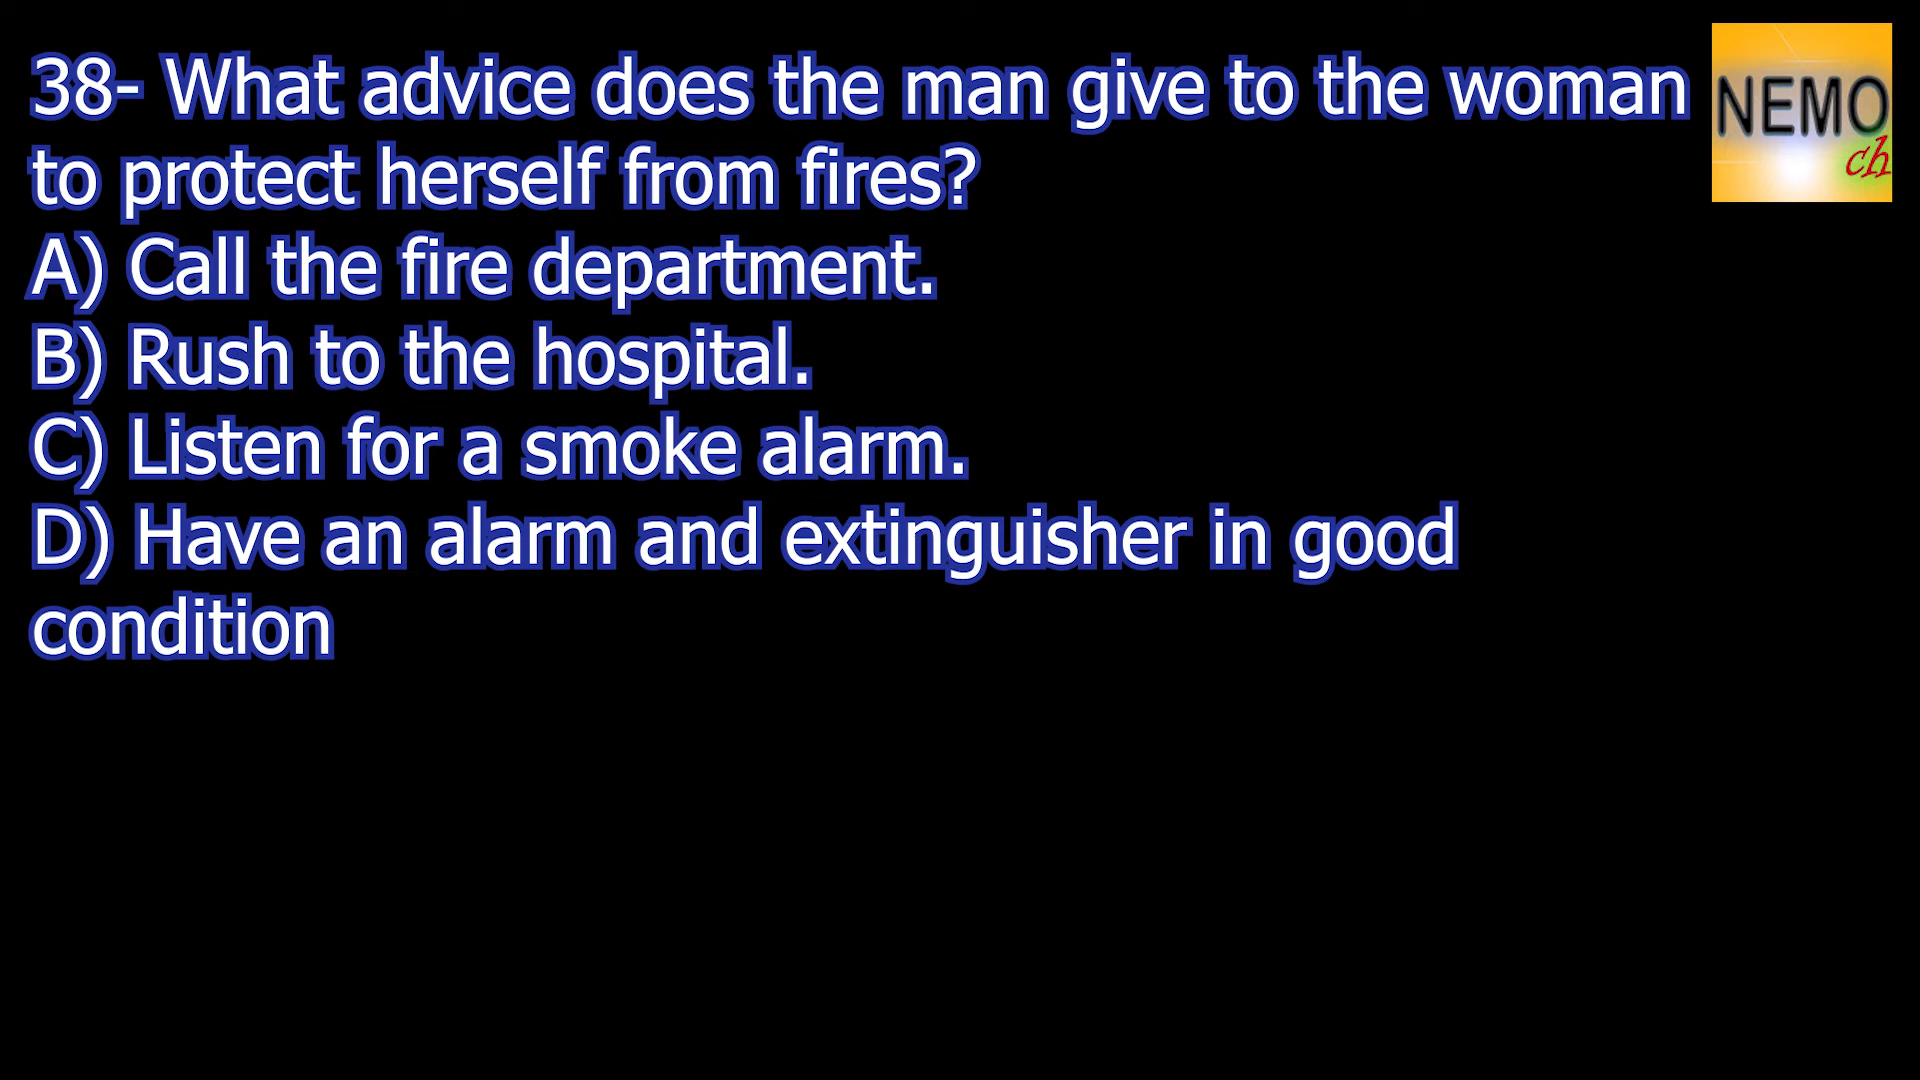 38- What advice does the man give to the woman
to protect herself from fires?
A) Call the fire department.
B) Rush to the hospital.
C) Listen for a smoke alarm.
D) Have an alarm and extinguisher in good
condition
NEMO
ch